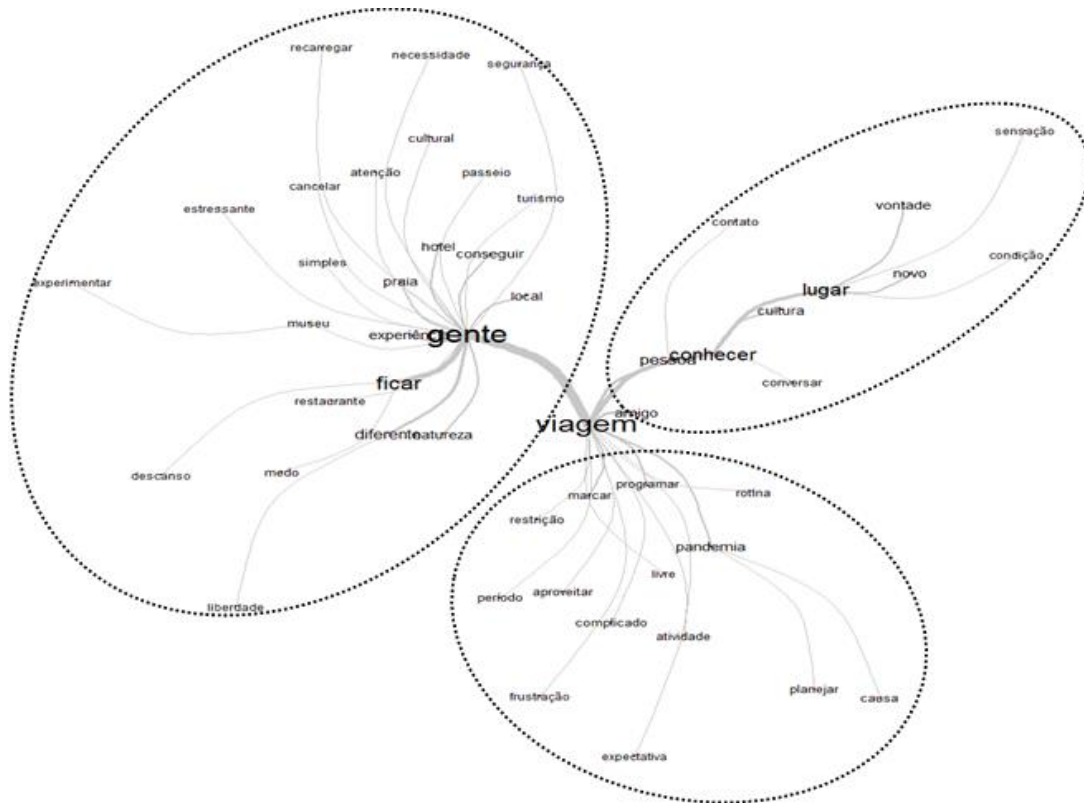 recarregar
necessidade
segurança
cultural
sensação
atenção
passeio
cancelar
turismo
vontade
estressante
contato
hotel
conseguir
condição
simples
novo
experimentar
praia
lugar
local
cultura
museu
experiên
gente
pessoa
conhecer
ficar
conversar
restaurante
amigo
viagem
diferente
natureza
descanso
medo
programar
rotina
marcar
restrição
pandemia
livre
aproveitar
período
liberdade
complicado
atividade
planejar
frustração
causa
expectativa